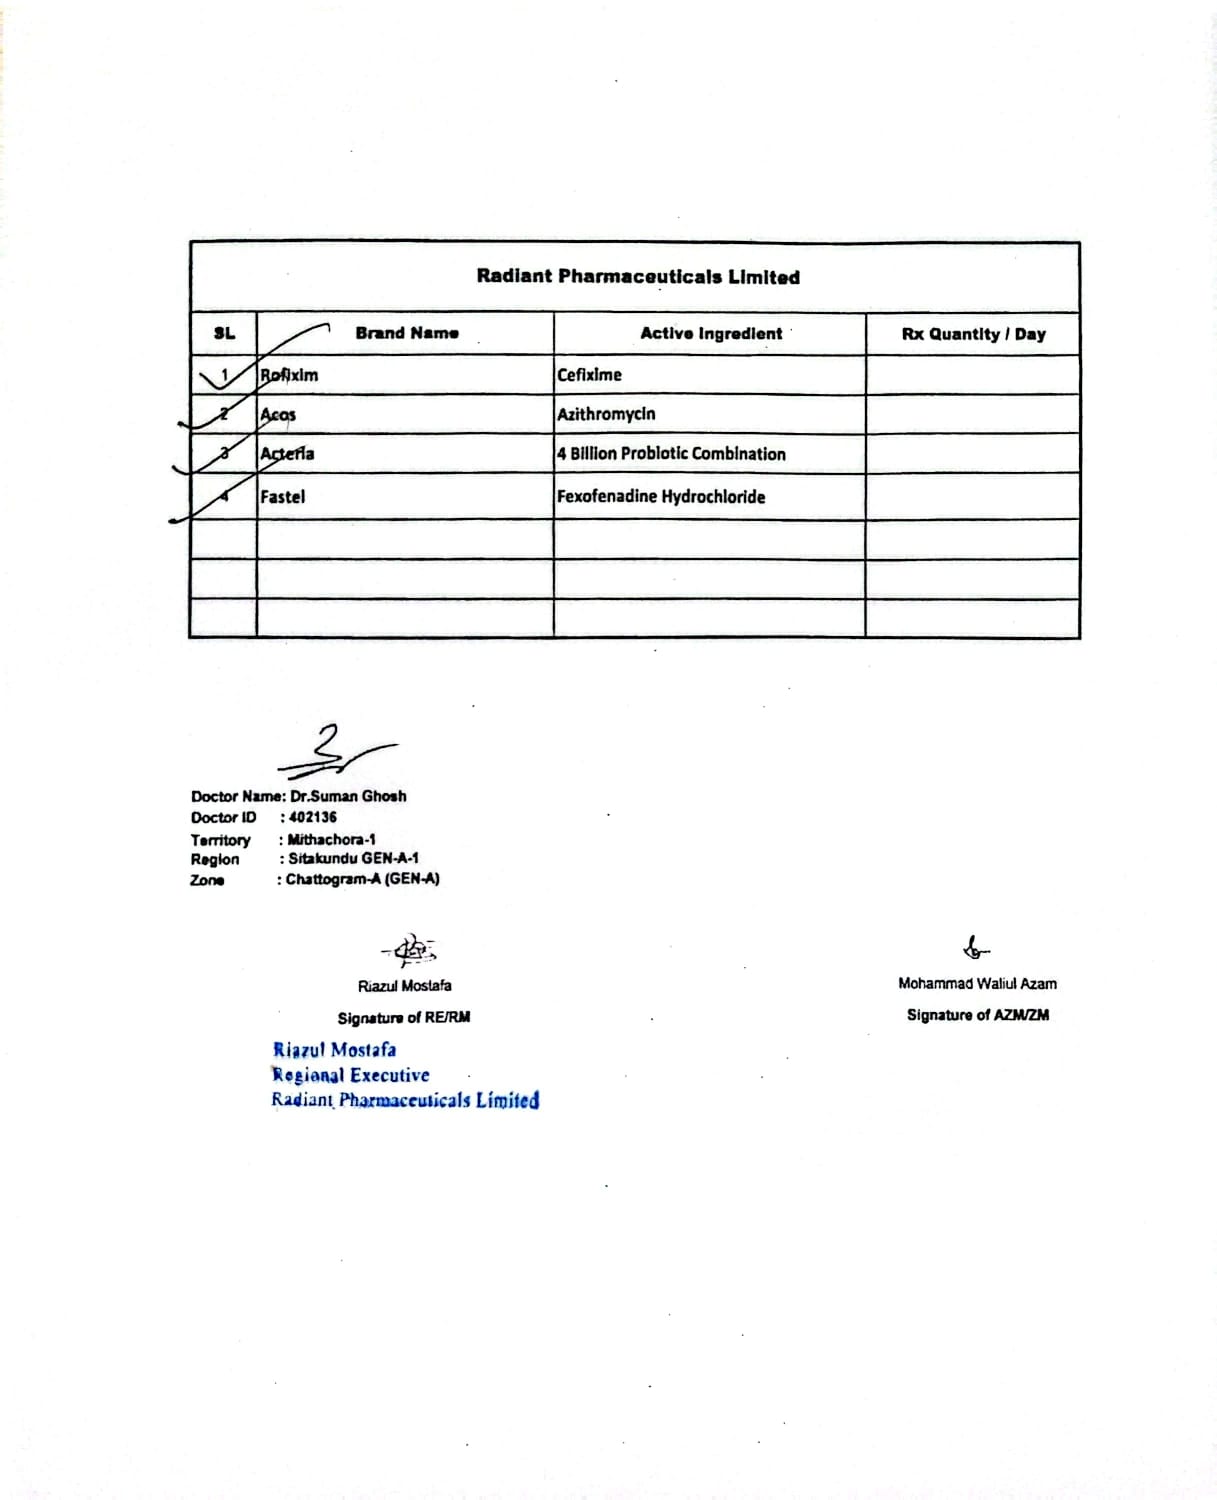 Radiant Pharmaceuticals Limited
SL Brand Name Active Ingredient Rx Quantity / Day
1 Rofixim Cefixime
2 Acos Azithromycin
3 Acteria 4 Billion Probiotic Combination
4 Fastel Fexofenadine Hydrochloride
Doctor Name: Dr.Suman Ghosh
Doctor ID : 402136
Territory : Mithachora-1
Region : Sitakundu GEN-A-1
Zone : Chattogram-A (GEN-A)
Riazul Mostafa Mohammad Waliul Azam
Signature of RE/RM Signature of AZM/ZM
Riazul Mostafa
Regional Executive
Radiant Pharmaceuticals Limited